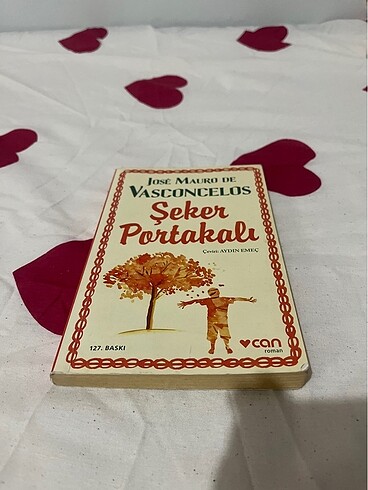 JOSÉ MAURO DE
VASCONCELOS
Şeker
Portakalı
Çeviri: AYDIN EMEÇ
127. BASKI
can
roman